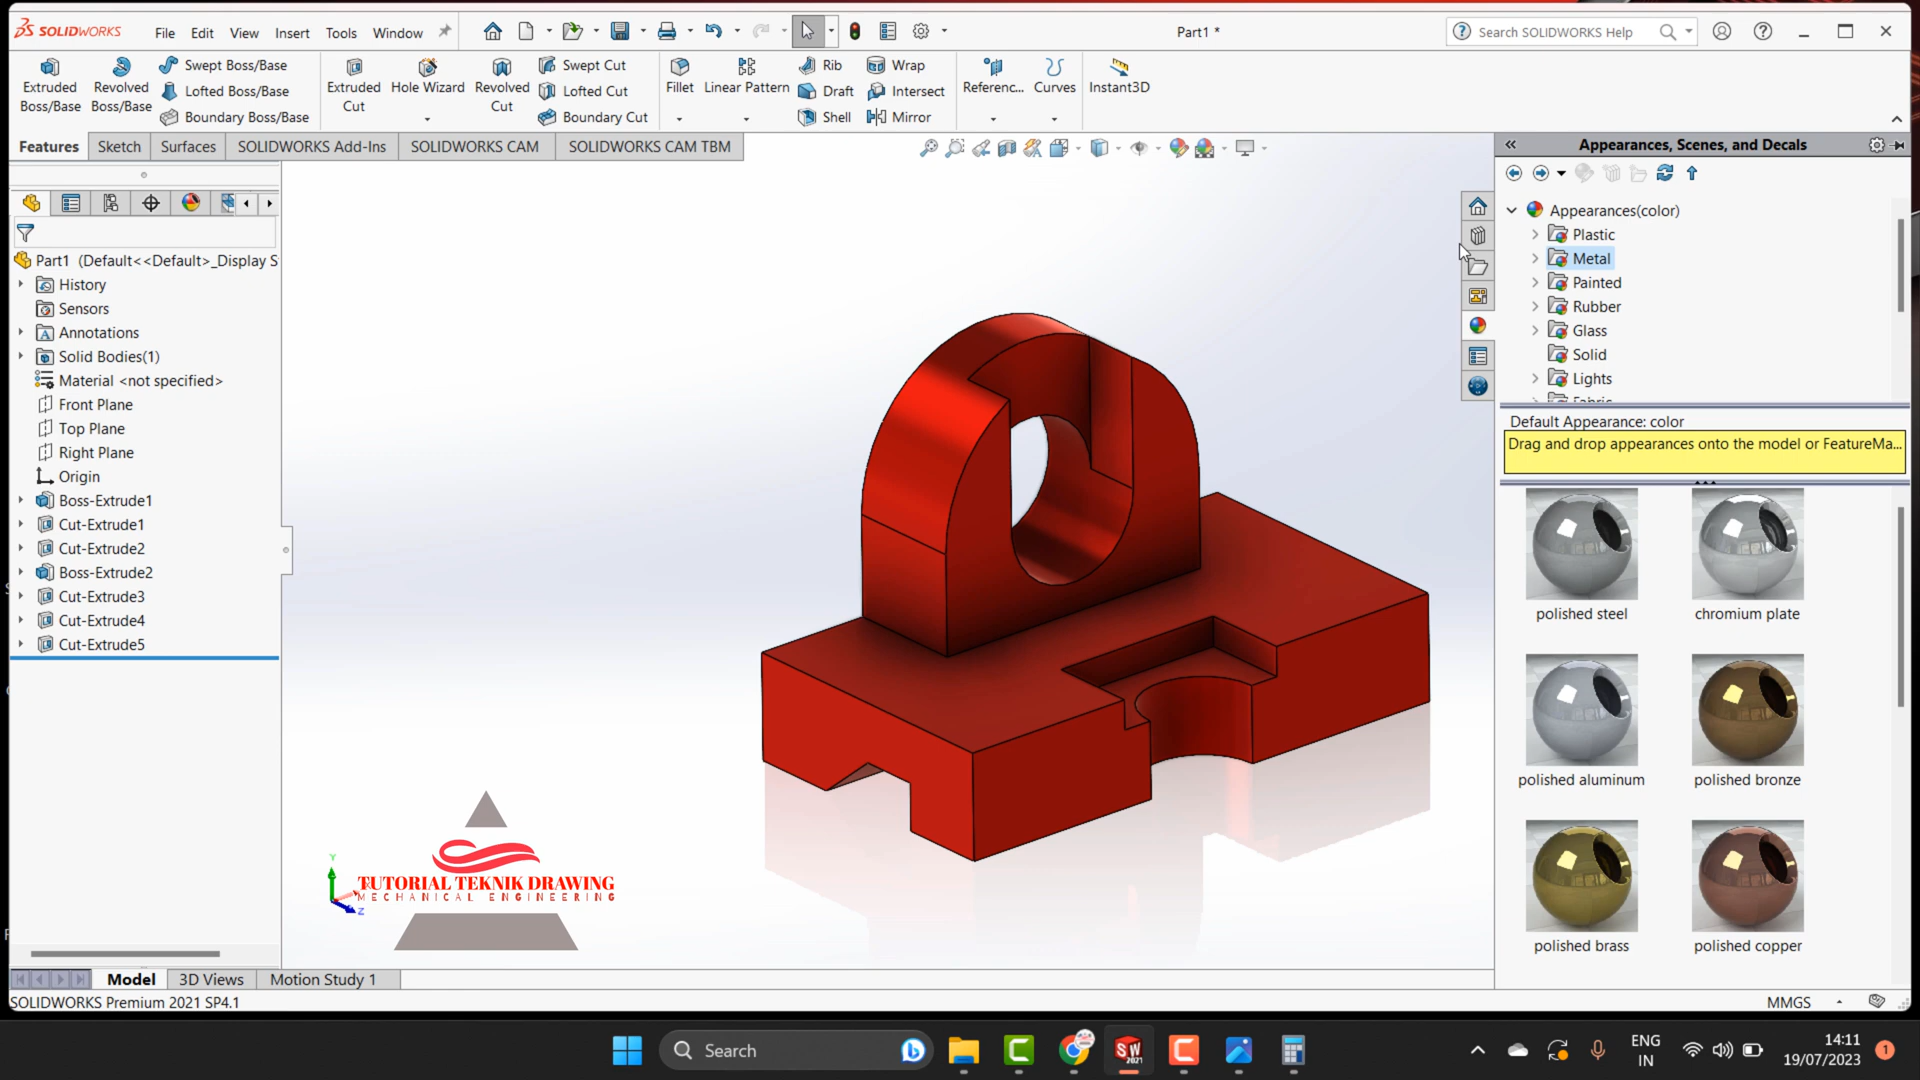 SOLIDWORKS File Edit View Insert Tools Window Part1 * Search SOLIDWORKS Help
Extruded Boss/Base
Revolved Boss/Base
Swept Boss/Base
Lofted Boss/Base
Boundary Boss/Base
Extruded Cut
Hole Wizard
Revolved Cut
Swept Cut
Lofted Cut
Boundary Cut
Fillet
Linear Pattern
Rib
Draft
Shell
Wrap
Intersect
Mirror
Referenc...
Curves
Instant3D
Features Sketch Surfaces SOLIDWORKS Add-Ins SOLIDWORKS CAM SOLIDWORKS CAM TBM
Part1 (Default<<Default>_Display S
History
Sensors
Annotations
Solid Bodies(1)
Material <not specified>
Front Plane
Top Plane
Right Plane
Origin
Boss-Extrude1
Cut-Extrude1
Cut-Extrude2
Boss-Extrude2
Cut-Extrude3
Cut-Extrude4
Cut-Extrude5
Y
Z
TUTORIAL TEKNIK DRAWING
MECHANICAL ENGINEERING
Appearances, Scenes, and Decals
Appearances(color)
Plastic
Metal
Painted
Rubber
Glass
Solid
Lights
Fabric
Default Appearance: color
Drag and drop appearances onto the model or FeatureMa...
polished steel chromium plate
polished aluminum polished bronze
polished brass polished copper
Model 3D Views Motion Study 1
SOLIDWORKS Premium 2021 SP4.1 MMGS
Search
SW
2021
ENG
IN
14:11
19/07/2023
1